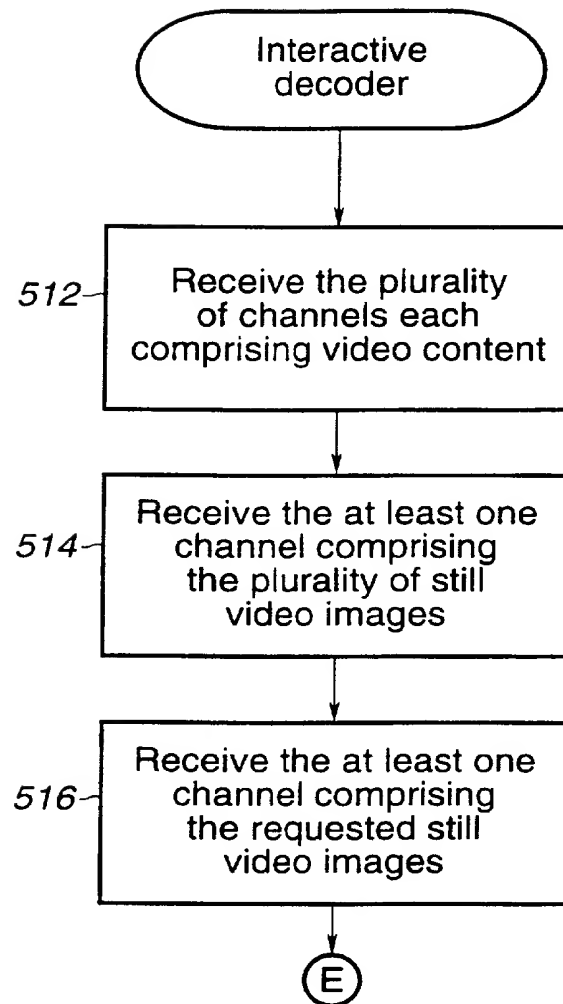 Interactive
decoder
512
Receive the plurality
of channels each
comprising video content
514
Receive the at least one
channel comprising
the plurality of still
video images
516
Receive the at least one
channel comprising
the requested still
video images
E